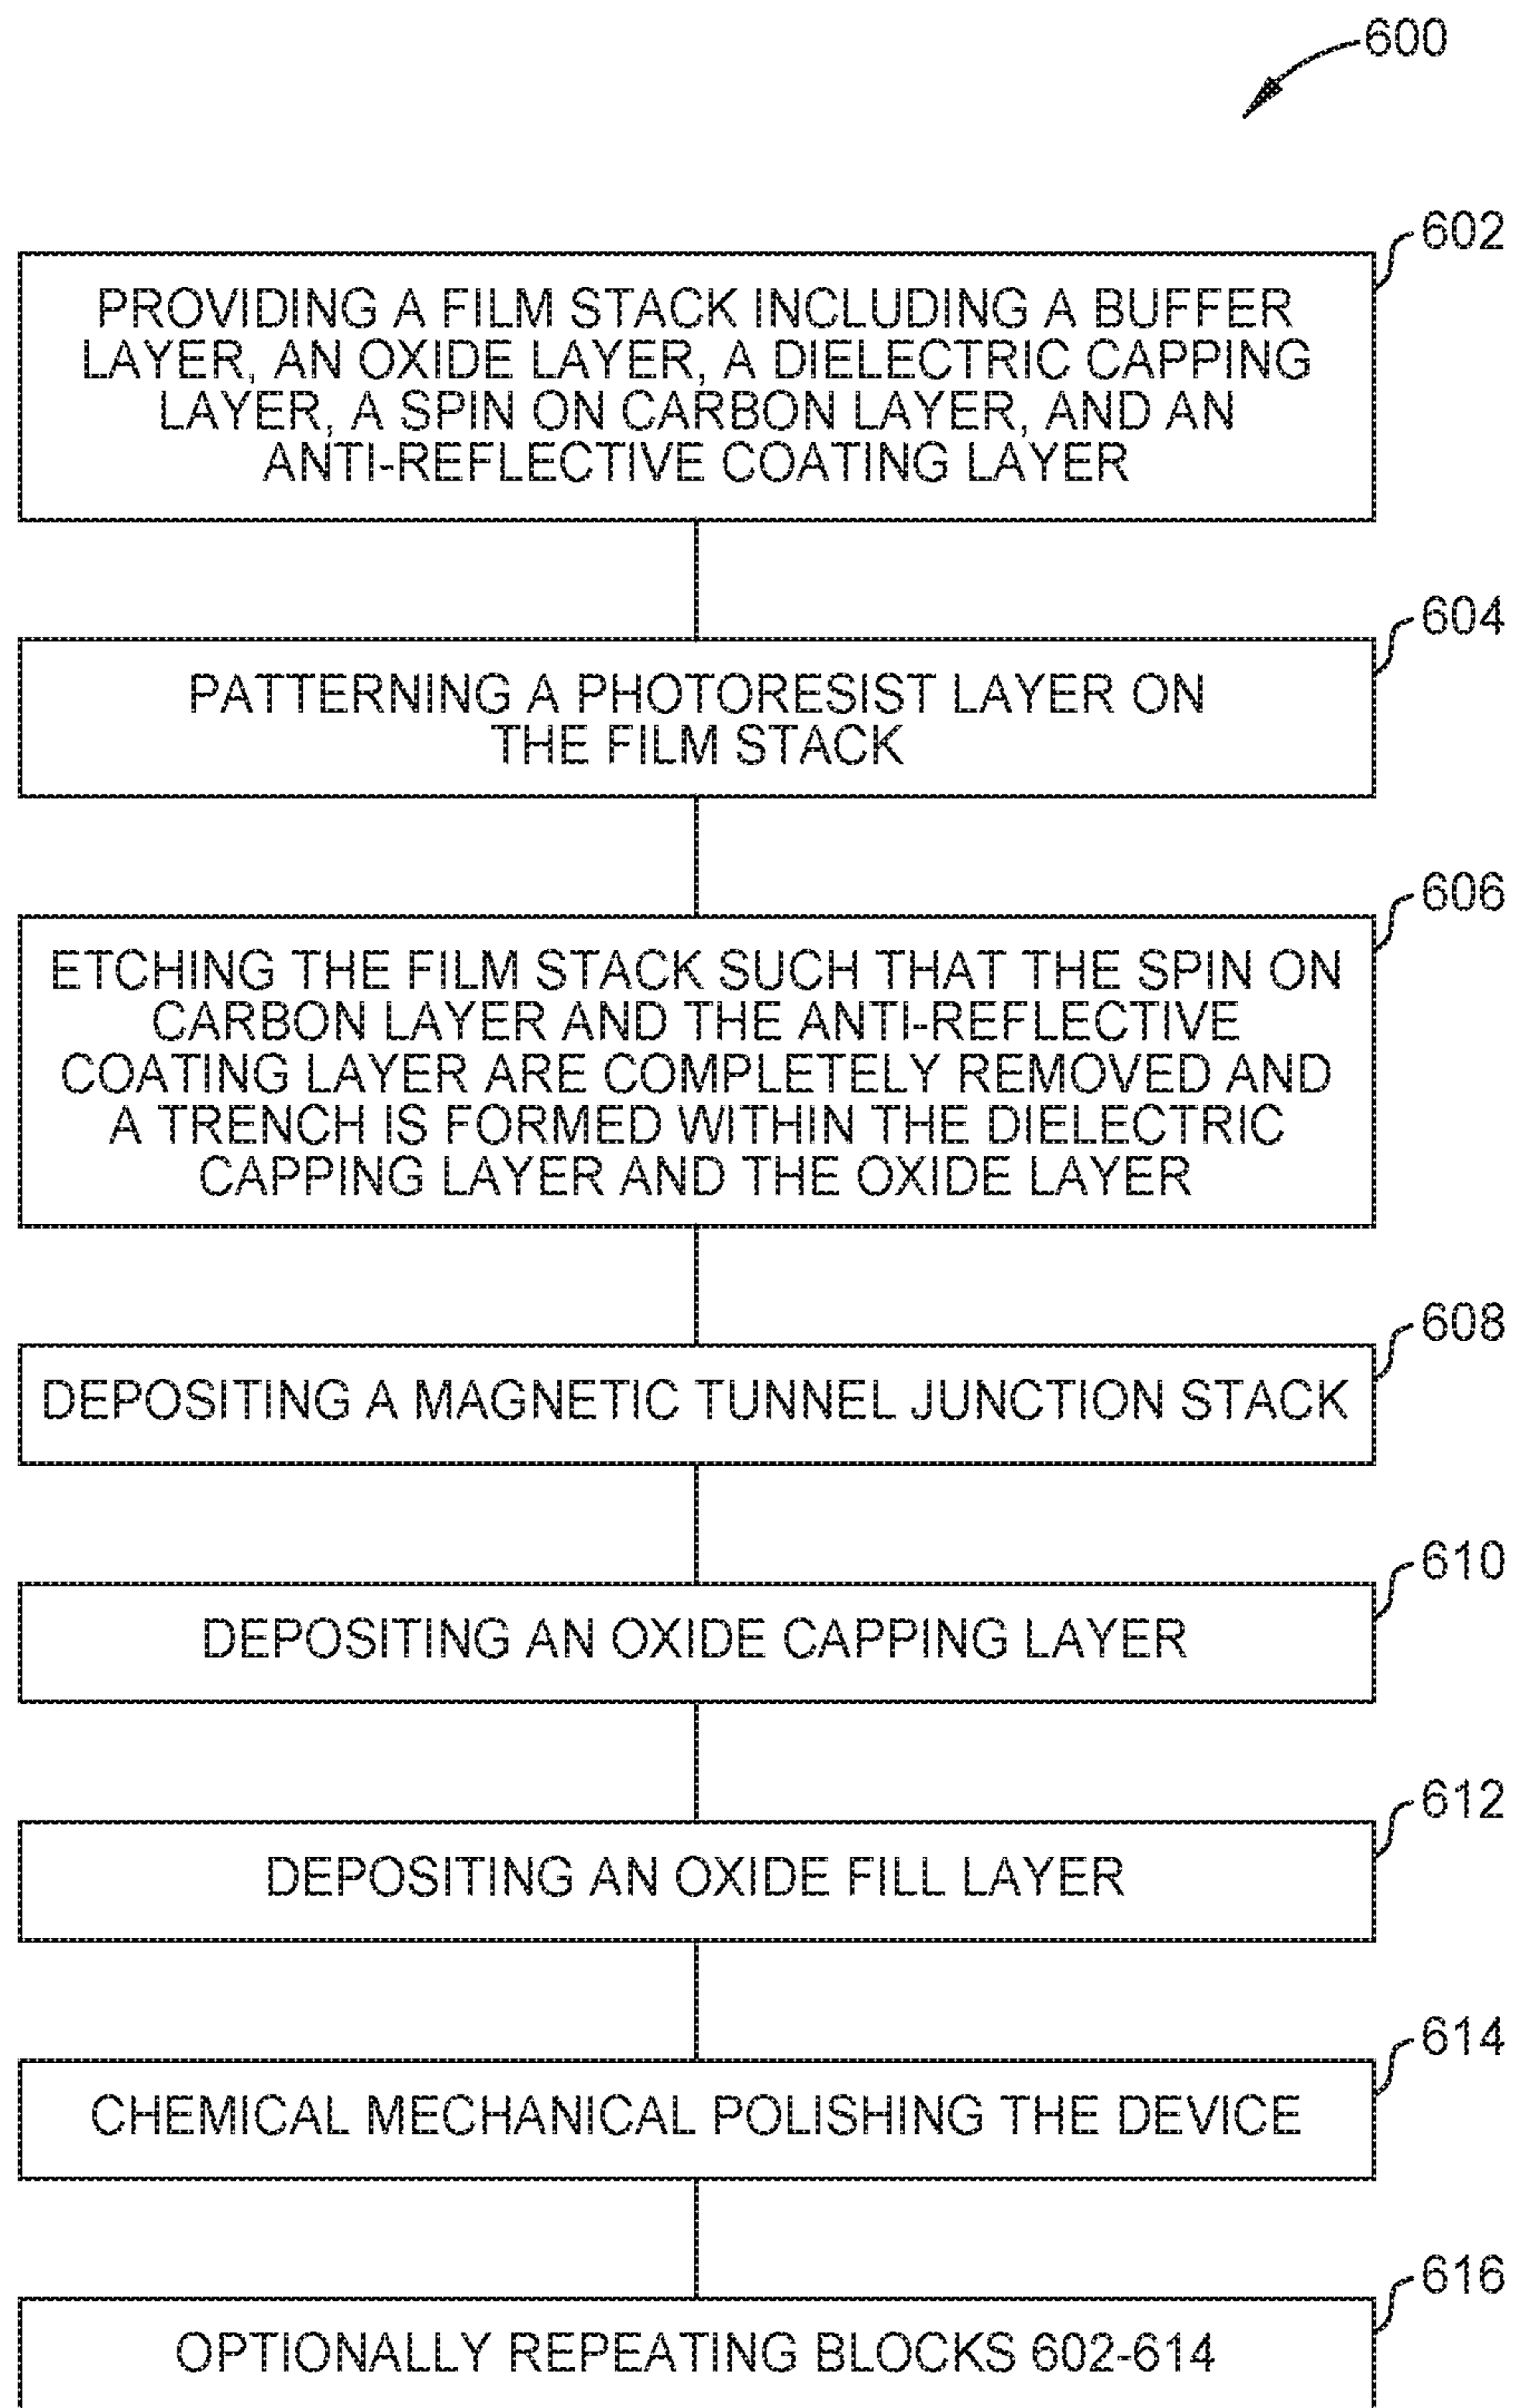 600
602
PROVIDING A FILM STACK INCLUDING A BUFFER
LAYER, AN OXIDE LAYER, A DIELECTRIC CAPPING
LAYER, A SPIN ON CARBON LAYER, AND AN
ANTI-REFLECTIVE COATING LAYER
604
PATTERNING A PHOTORESIST LAYER ON
THE FILM STACK
606
ETCHING THE FILM STACK SUCH THAT THE SPIN ON
CARBON LAYER AND THE ANTI-REFLECTIVE
COATING LAYER ARE COMPLETELY REMOVED AND
A TRENCH IS FORMED WITHIN THE DIELECTRIC
CAPPING LAYER AND THE OXIDE LAYER
608
DEPOSITING A MAGNETIC TUNNEL JUNCTION STACK
610
DEPOSITING AN OXIDE CAPPING LAYER
612
DEPOSITING AN OXIDE FILL LAYER
614
CHEMICAL MECHANICAL POLISHING THE DEVICE
616
OPTIONALLY REPEATING BLOCKS 602-614